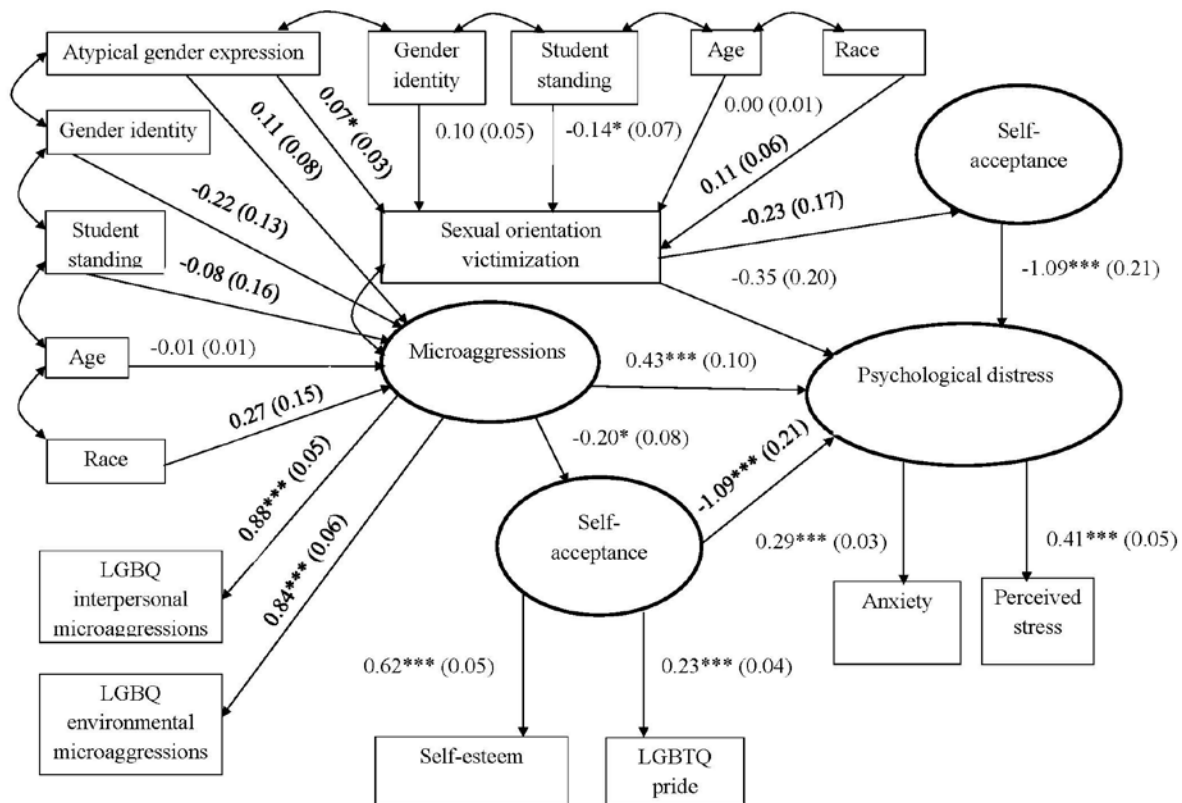 Atypical gender expression
Gender
identity
Student
standing
Age
Race
Gender identity
0.11 (0.08)
0.07* (0.03)
0.10 (0.05)
-0.14* (0.07)
0.00 (0.01)
0.11 (0.06)
Self-
acceptance
-0.22 (0.13)
Student
standing
-0.08 (0.16)
Sexual orientation
victimization
-0.23 (0.17)
-0.35 (0.20)
-1.09*** (0.21)
Age
-0.01 (0.01)
Microaggressions
0.43*** (0.10)
Psychological distress
Race
0.27 (0.15)
-0.20* (0.08)
-1.09*** (0.21)
0.88*** (0.05)
0.84*** (0.06)
Self-
acceptance
0.29*** (0.03)
0.41*** (0.05)
LGBQ
interpersonal
microaggressions
Anxiety
Perceived
stress
0.62*** (0.05)
0.23*** (0.04)
LGBQ
environmental
microaggressions
Self-esteem
LGBTQ
pride